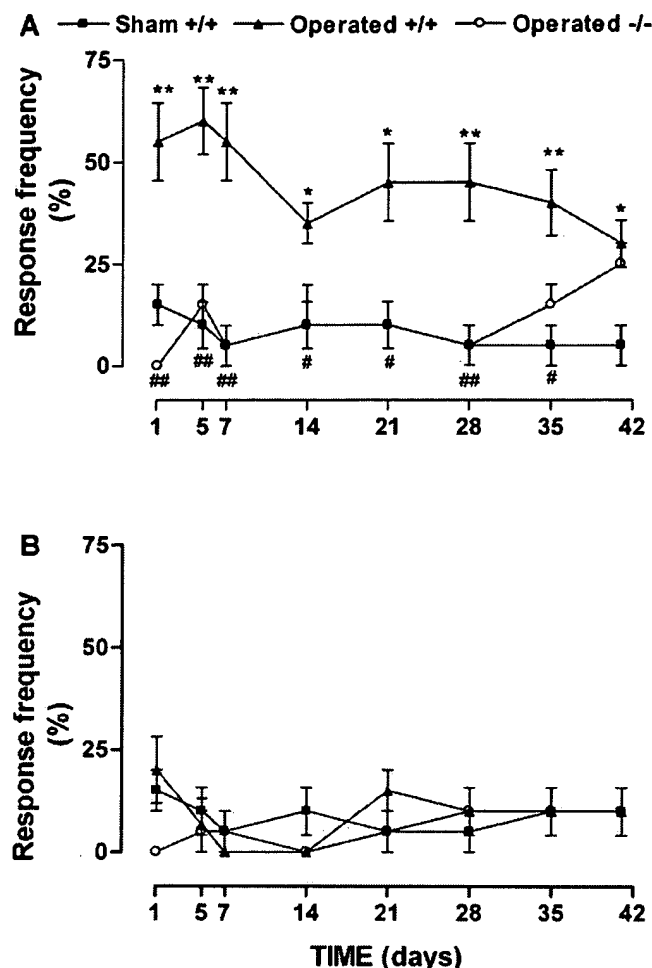 A Sham +/+ Operated +/+ Operated -/-
Response frequency
(%)
75
50
25
0
** ** ** * * ** ** *
## ## ## # # ## #
1 5 7 14 21 28 35 42
B
Response frequency
(%)
75
50
25
0
1 5 7 14 21 28 35 42
TIME (days)